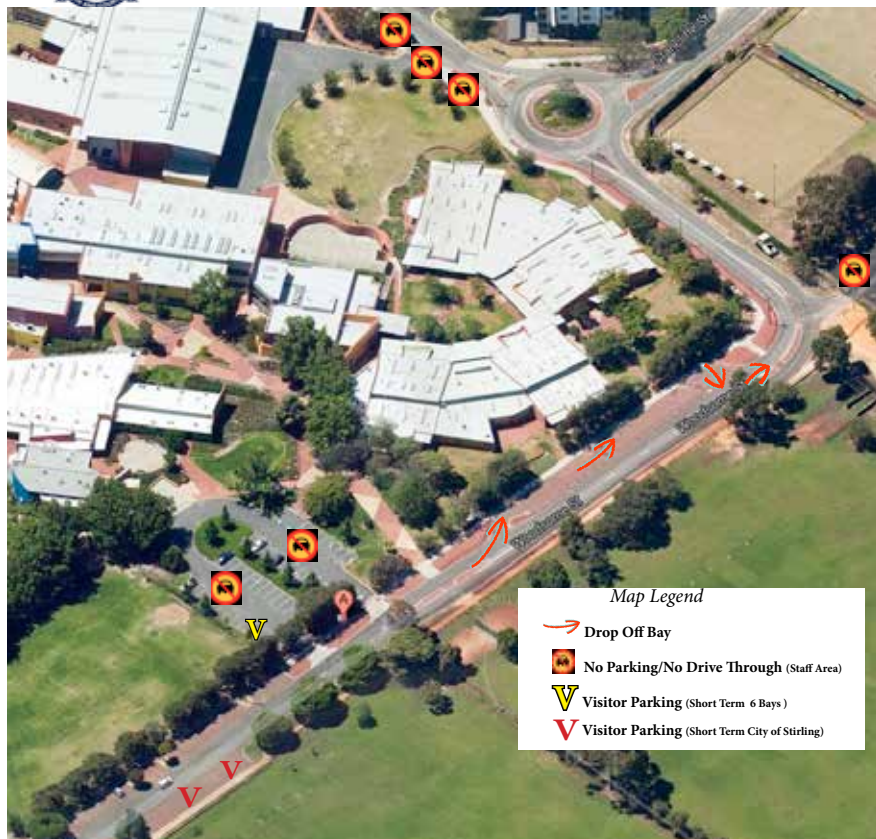 A
V
V
V
Map Legend
Drop Off Bay
No Parking/No Drive Through (Staff Area)
V Visitor Parking (Short Term 6 Bays )
V Visitor Parking (Short Term City of Stirling)